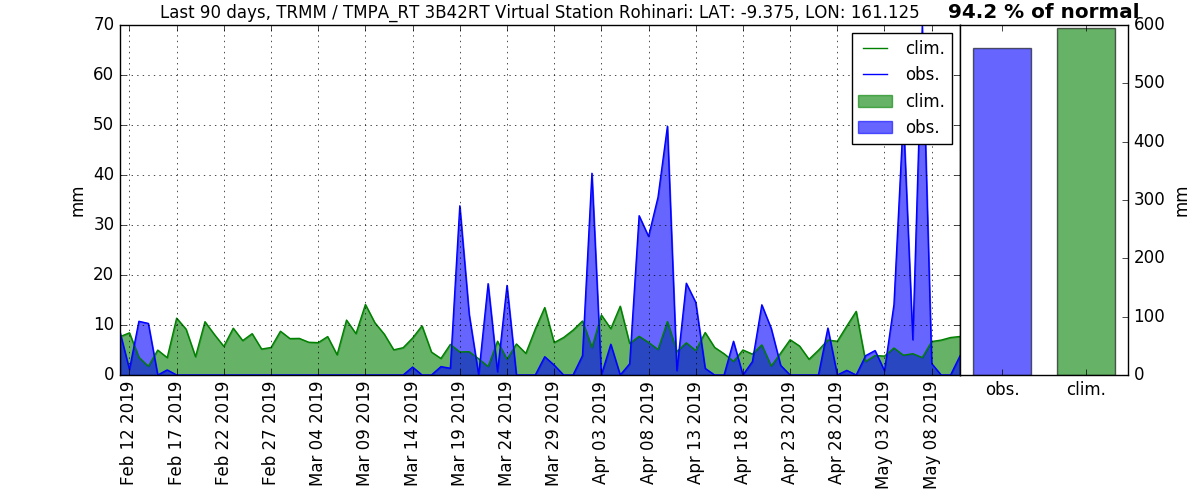 Last 90 days, TRMM / TMPA_RT 3B42RT Virtual Station Rohinari: LAT: -9.375, LON: 161.125
94.2 % of normal
70
60
50
40
30
20
10
0
mm
clim.
obs.
clim.
obs.
600
500
400
300
200
100
0
mm
Feb 12 2019
Feb 17 2019
Feb 22 2019
Feb 27 2019
Mar 04 2019
Mar 09 2019
Mar 14 2019
Mar 19 2019
Mar 24 2019
Mar 29 2019
Apr 03 2019
Apr 08 2019
Apr 13 2019
Apr 18 2019
Apr 23 2019
Apr 28 2019
May 03 2019
May 08 2019
obs.
clim.